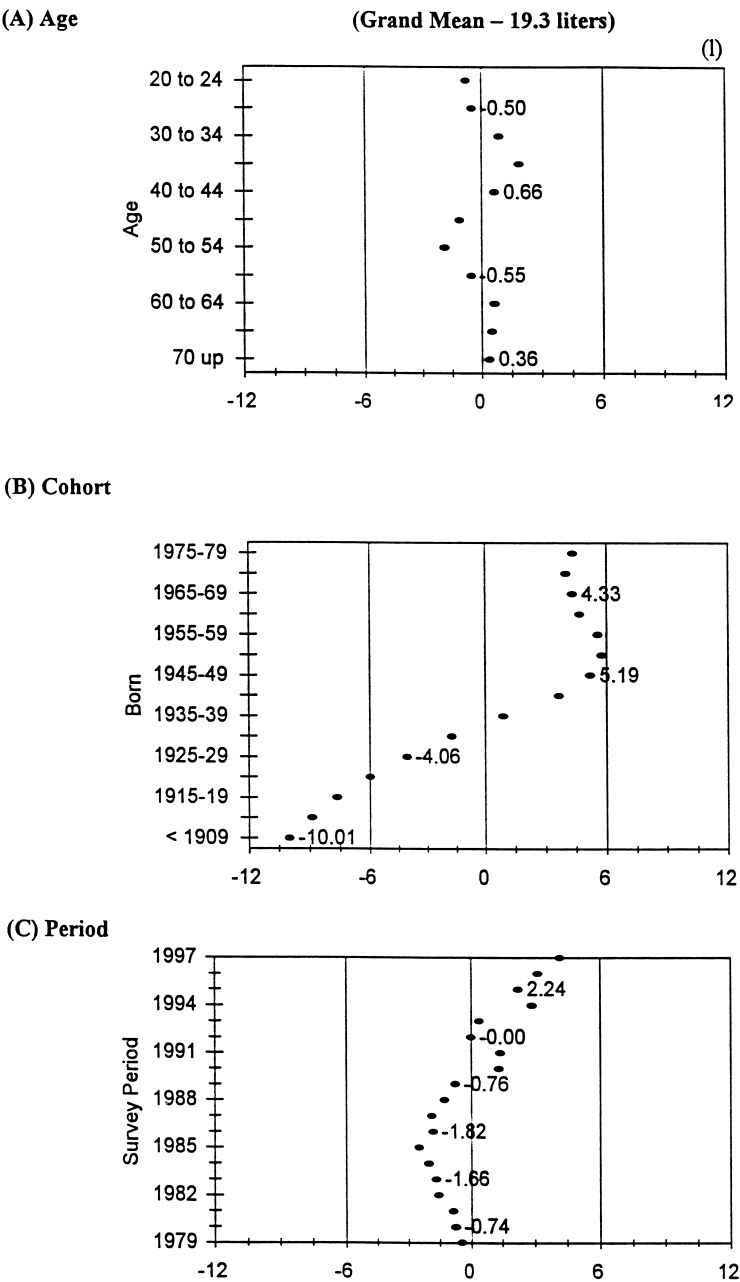 (A) Age (Grand Mean – 19.3 liters)
(l)
20 to 24
-0.50
30 to 34
40 to 44 0.66
50 to 54
-0.55
60 to 64
70 up 0.36
Age
-12 -6 0 6 12
(B) Cohort
1975-79
1965-69 4.33
1955-59
1945-49 5.19
1935-39
1925-29 -4.06
1915-19
< 1909 -10.01
Born
-12 -6 0 6 12
(C) Period
1997
2.24
1994
-0.00
1991
-0.76
1988
-1.82
1985
-1.66
1982
-0.74
1979
Survey Period
-12 -6 0 6 12